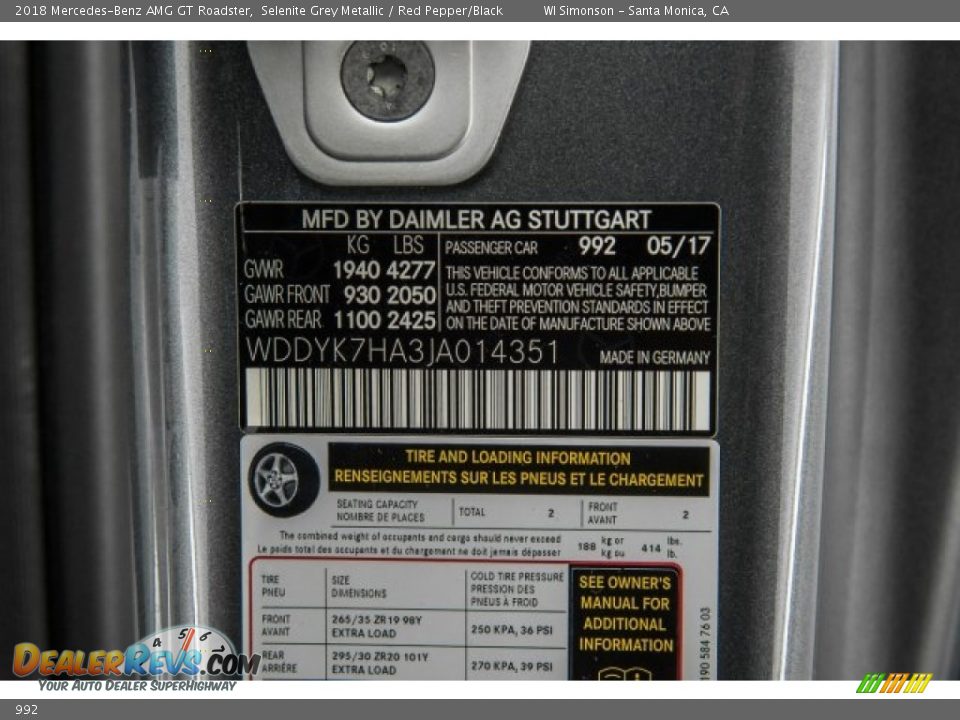 2018 Mercedes-Benz AMG GT Roadster, Selenite Grey Metallic / Red Pepper/Black WI Simonson - Santa Monica, CA
MFD BY DAIMLER AG STUTTGART
KG LBS PASSENGER CAR 992 05/17
GVWR 1940 4277
GAWR FRONT 930 2050
GAWR REAR 1100 2425
THIS VEHICLE CONFORMS TO ALL APPLICABLE
U.S. FEDERAL MOTOR VEHICLE SAFETY,BUMPER
AND THEFT PREVENTION STANDARDS IN EFFECT
ON THE DATE OF MANUFACTURE SHOWN ABOVE
WDDYK7HA3JA014351 MADE IN GERMANY
TIRE AND LOADING INFORMATION
RENSEIGNEMENTS SUR LES PNEUS ET LE CHARGEMENT
SEATING CAPACITY
NOMBRE DE PLACES
TOTAL 2
FRONT
AVANT
2
The combined weight of occupants and cargo should never exceed
Le poids total des occupants et du chargement ne doit jamais dépasser
188 kg or
kg ou
414 lbs.
lb.
TIRE
PNEU
SIZE
DIMENSIONS
COLD TIRE PRESSURE
PRESSION DES
PNEUS À FROID
FRONT
AVANT
265/35 ZR19 98Y
EXTRA LOAD
250 KPA, 36 PSI
REAR
ARRIÈRE
295/30 ZR20 101Y
EXTRA LOAD
270 KPA, 39 PSI
SEE OWNER'S
MANUAL FOR
ADDITIONAL
INFORMATION
190 584 76 03
4 5 6
DEALERREVS.COM
YOUR AUTO DEALER SUPERHIGHWAY
992